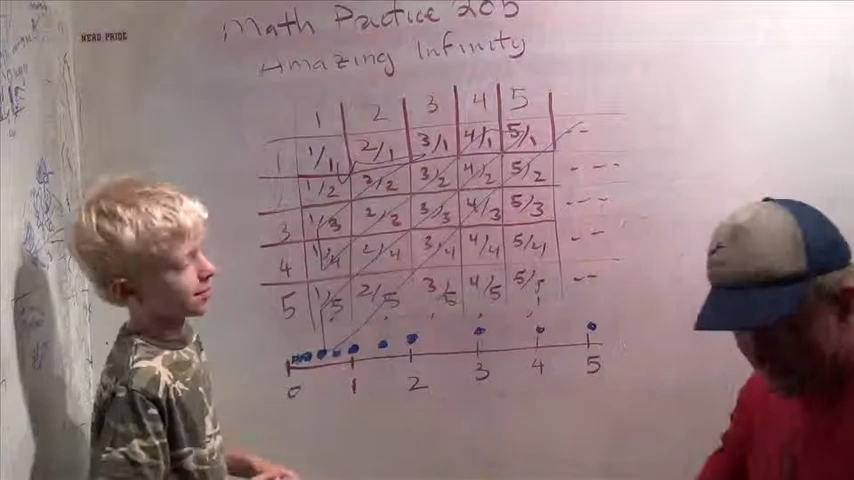 NERD PRIDE
Math Practice 205
Amazing Infinity
1 2 3 4 5
1 1/1 2/1 3/1 4/1 5/1 --
2 1/2 2/2 3/2 4/2 5/2 ---
3 1/3 2/3 3/3 4/3 5/3 ---
4 1/4 2/4 3/4 4/4 5/4 --
5 1/5 2/5 3/5 4/5 5/5 --
0 1 2 3 4 5